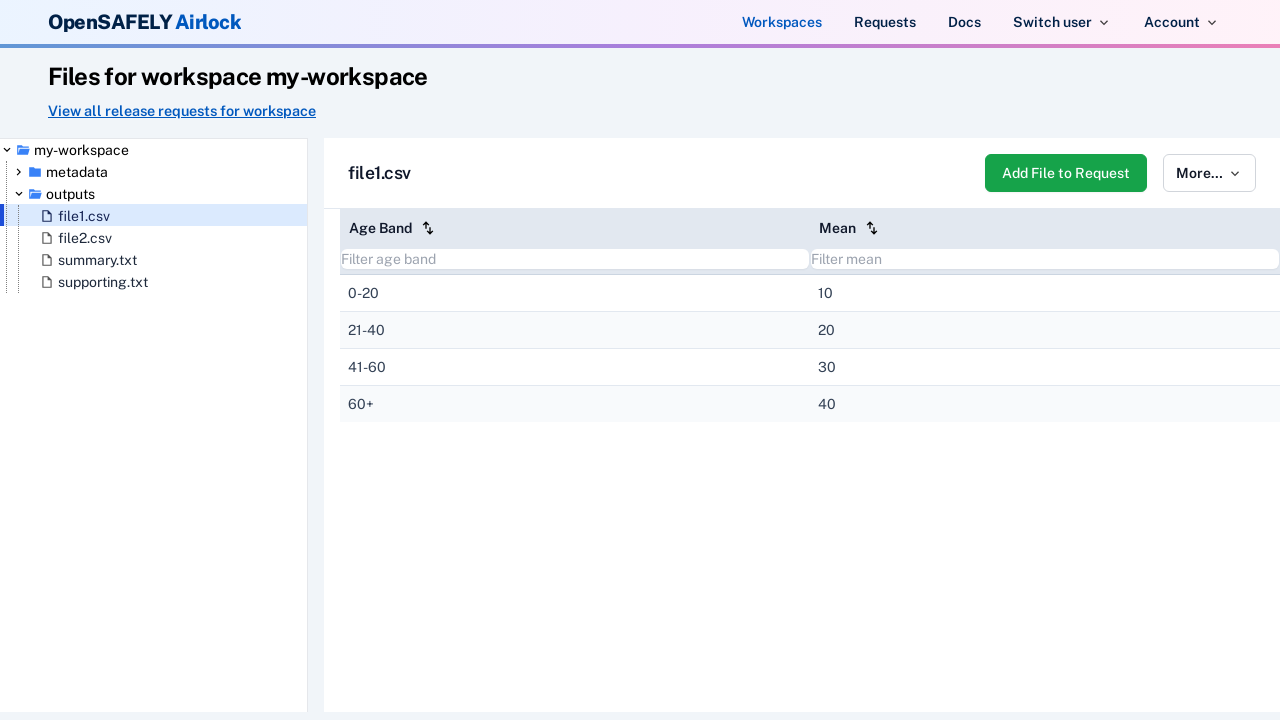 OpenSAFELY Airlock
Workspaces
Requests
Docs
Switch user
Account
Files for workspace my-workspace
View all release requests for workspace
my-workspace
metadata
outputs
file1.csv
file2.csv
summary.txt
supporting.txt
file1.csv
Add File to Request
More...
Age Band
Mean
Filter age band
Filter mean
0-20
10
21-40
20
41-60
30
60+
40